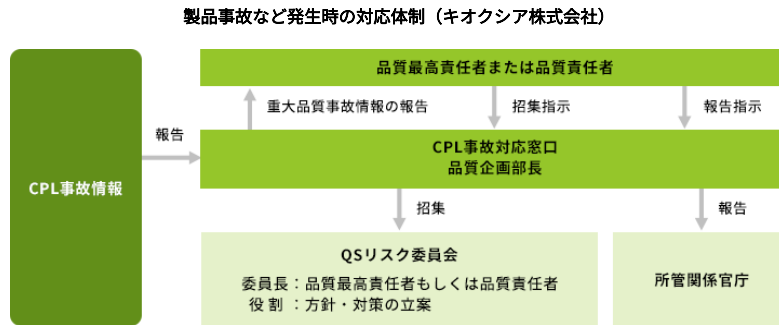 製品事故など発生時の対応体制（キオクシア株式会社）
品質最高責任者または品質責任者
重大品質事故情報の報告
招集指示
報告指示
報告
CPL事故情報
CPL事故対応窓口
品質企画部長
招集
報告
QSリスク委員会
委員長：品質最高責任者もしくは品質責任者
役割：方針・対策の立案
所管関係官庁